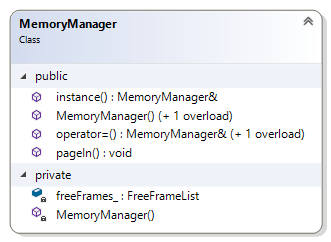 MemoryManager
Class
public
instance() : MemoryManager&
MemoryManager() (+ 1 overload)
operator=() : MemoryManager& (+ 1 overload)
pageIn() : void
private
freeFrames_ : FreeFrameList
MemoryManager()